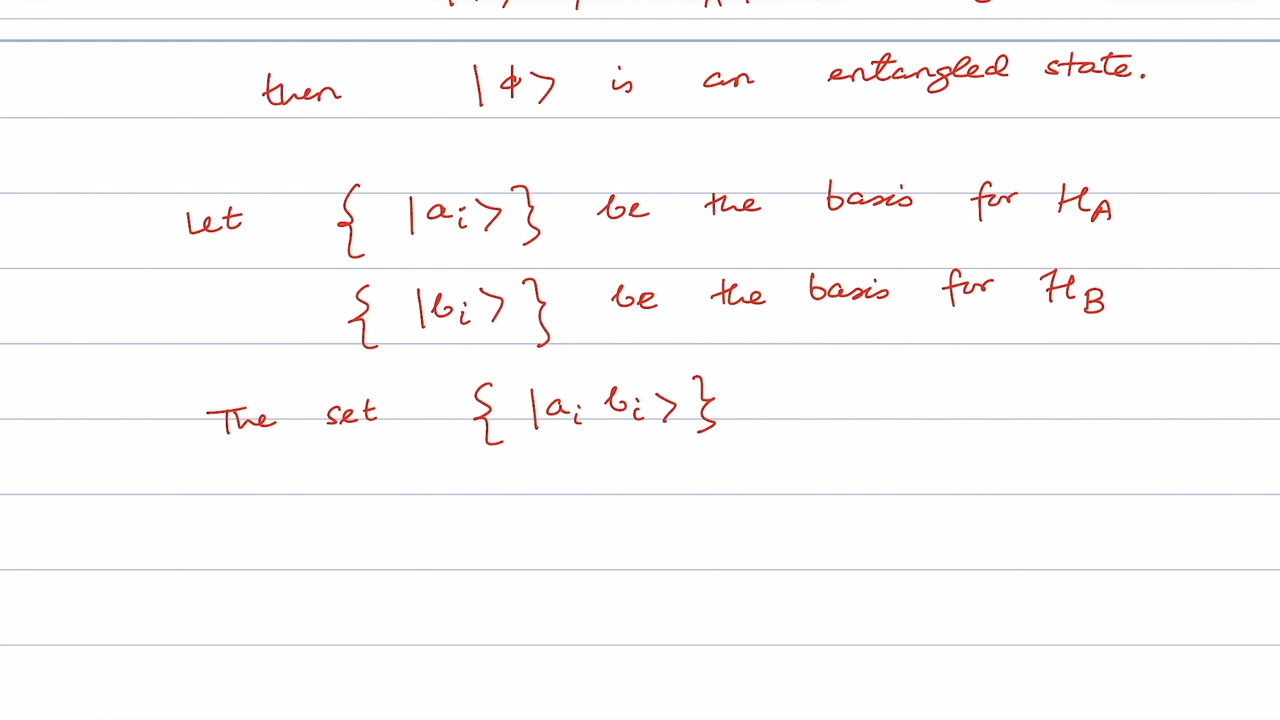 then |ϕ> is an entangled state.
Let { |aᵢ> } be the basis for H_A
{ |bᵢ> } be the basis for H_B
The set { |aᵢ bᵢ> }